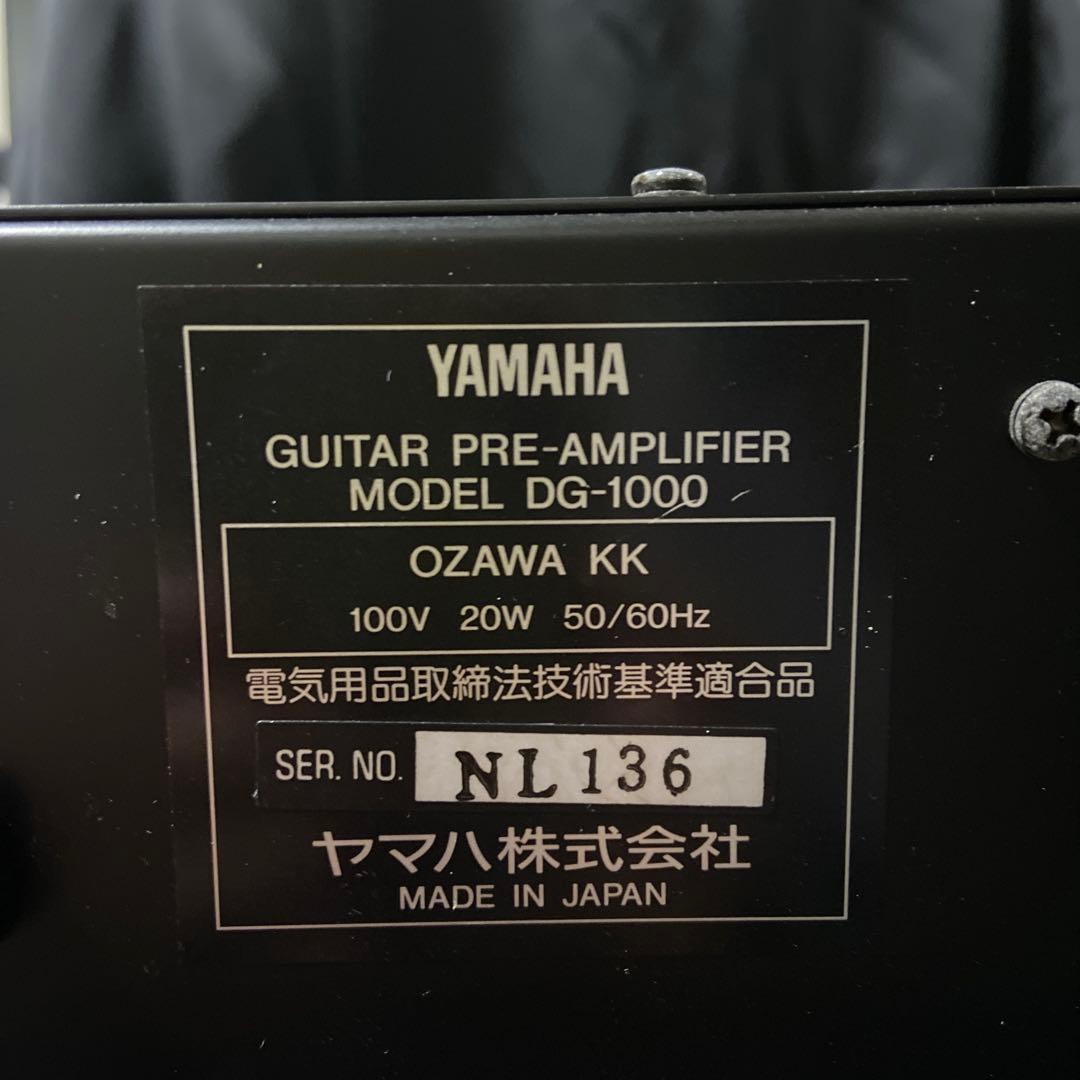 YAMAHA
GUITAR PRE-AMPLIFIER
MODEL DG-1000
OZAWA KK
100V 20W 50/60Hz
電気用品取締法技術基準適合品
SER. NO. NL 136
ヤマハ株式会社
MADE IN JAPAN